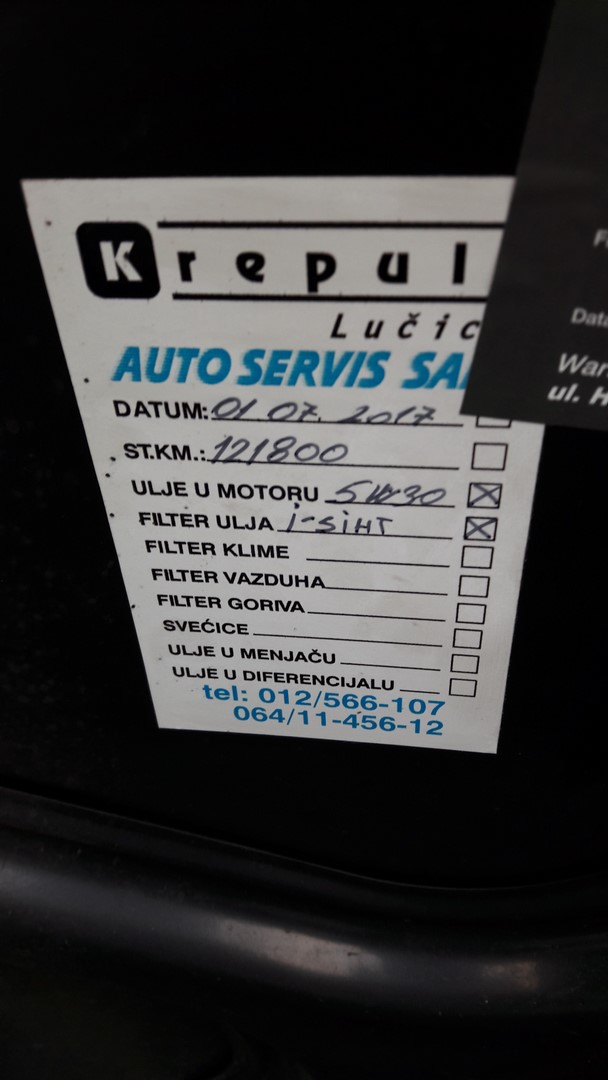 Krepul
Lučic
AUTO SERVIS SA
DATUM: 01 07. 2017
ST.KM.: 121800
ULJE U MOTORU 5W30
FILTER ULJA i-SiHT
FILTER KLIME
FILTER VAZDUHA
FILTER GORIVA
SVEĆICE
ULJE U MENJAČU
ULJE U DIFERENCIJALU
tel: 012/566-107
064/11-456-12
F
Data
War
ul. H